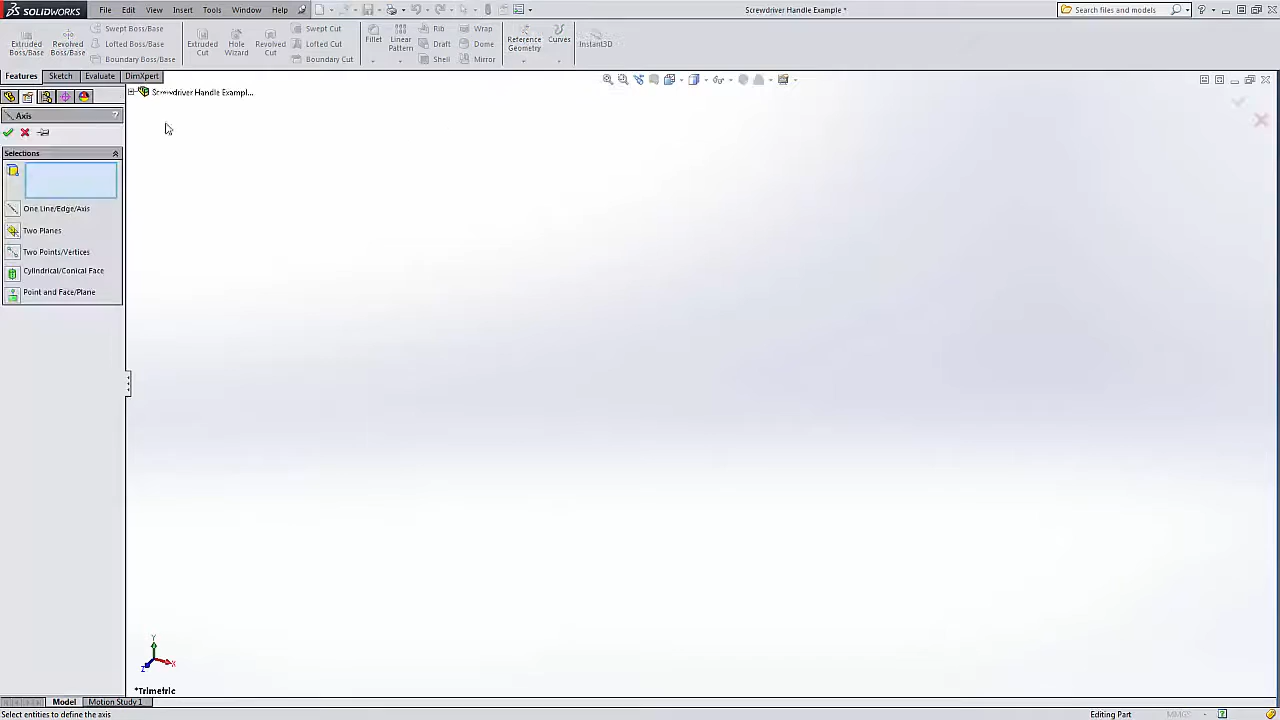 SOLIDWORKS File Edit View Insert Tools Window Help Screwdriver Handle Example * Search files and models
Extruded Boss/Base
Revolved Boss/Base
Swept Boss/Base
Lofted Boss/Base
Boundary Boss/Base
Extruded Cut
Hole Wizard
Revolved Cut
Swept Cut
Lofted Cut
Boundary Cut
Fillet
Linear Pattern
Rib
Draft
Shell
Wrap
Dome
Mirror
Reference Geometry
Curves
Instant3D
Features Sketch Evaluate DimXpert
Screwdriver Handle Exampl...
Axis ?
Selections
One Line/Edge/Axis
Two Planes
Two Points/Vertices
Cylindrical/Conical Face
Point and Face/Plane
Y
Z X
*Trimetric
Model Motion Study 1
Select entities to define the axis Editing Part MMGS